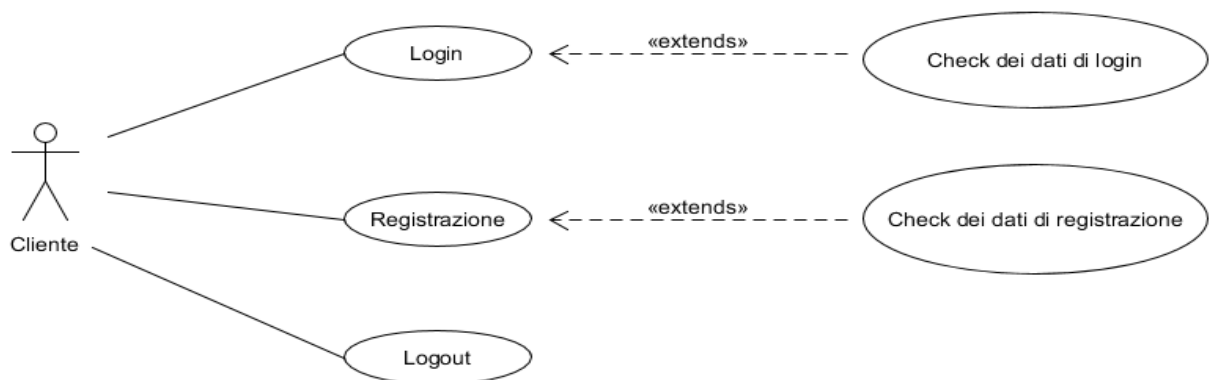 Login
«extends»
Check dei dati di login
Cliente
Registrazione
«extends»
Check dei dati di registrazione
Logout